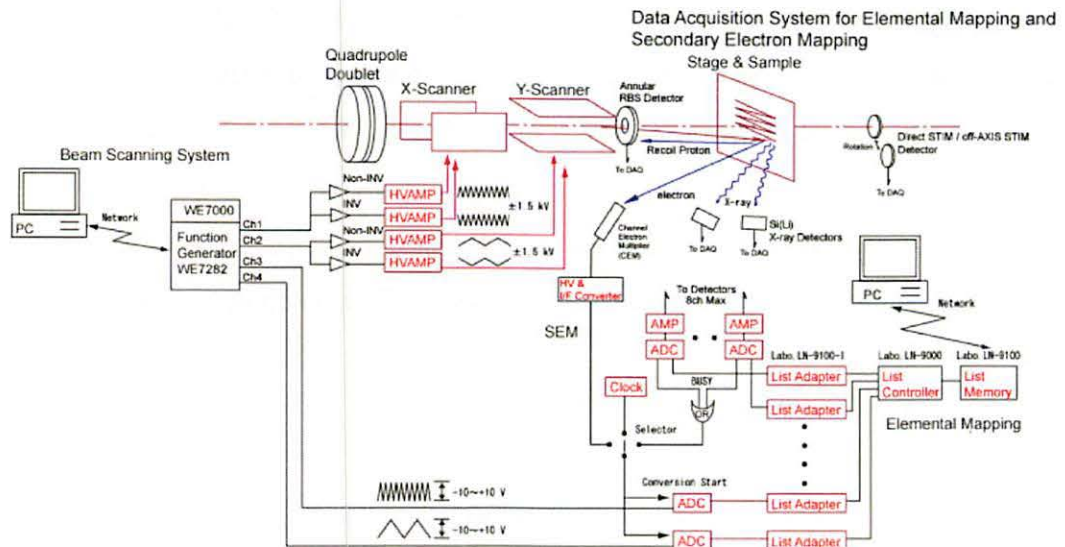 Data Acquisition System for Elemental Mapping and
Secondary Electron Mapping
Quadrupole
Doublet
X-Scanner
Y-Scanner
Annular
RBS Detector
Stage & Sample
Recoil Proton
To DAQ
Rotation
Direct STIM / off-AXIS STIM
Detector
To DAQ
Beam Scanning System
PC
Network
WE7000
Function
Generator
WE7282
Ch1
Ch2
Ch3
Ch4
Non-INV
INV
Non-INV
INV
HVAMP
HVAMP
HVAMP
HVAMP
±1.5 kV
±1.5 kV
electron
X-ray
Channel
Electron
Multiplier
(CEM)
To DAQ
Si(Li)
X-ray Detectors
To DAQ
HV &
I/F Converter
SEM
To Detectors
8ch Max
AMP
AMP
ADC
ADC
BUSY
OR
Clock
Selector
PC
Network
Labo. LN-9100-I
Labo. LN-9000
Labo. LN-9100
List Adapter
List
Controller
List
Memory
List Adapter
Elemental Mapping
-10~+10 V
Conversion Start
ADC
List Adapter
-10~+10 V
ADC
List Adapter